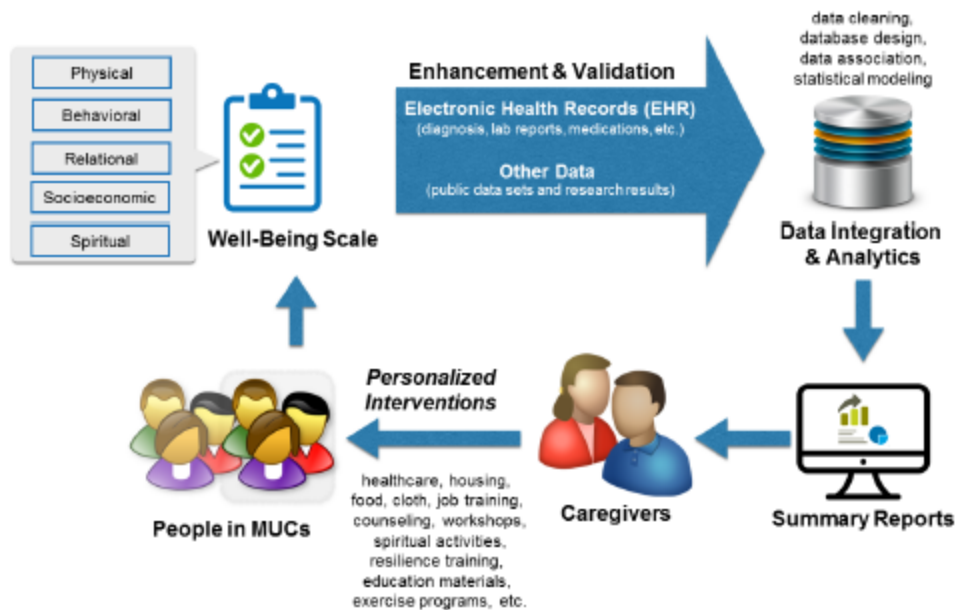 Physical
Behavioral
Relational
Socioeconomic
Spiritual
Well-Being Scale
Enhancement & Validation
Electronic Health Records (EHR)
(diagnosis, lab reports, medications, etc.)
Other Data
(public data sets and research results)
data cleaning,
database design,
data association,
statistical modeling
Data Integration
& Analytics
Summary Reports
Caregivers
Personalized
Interventions
healthcare, housing,
food, cloth, job training,
counseling, workshops,
spiritual activities,
resilience training,
education materials,
exercise programs, etc.
People in MUCs